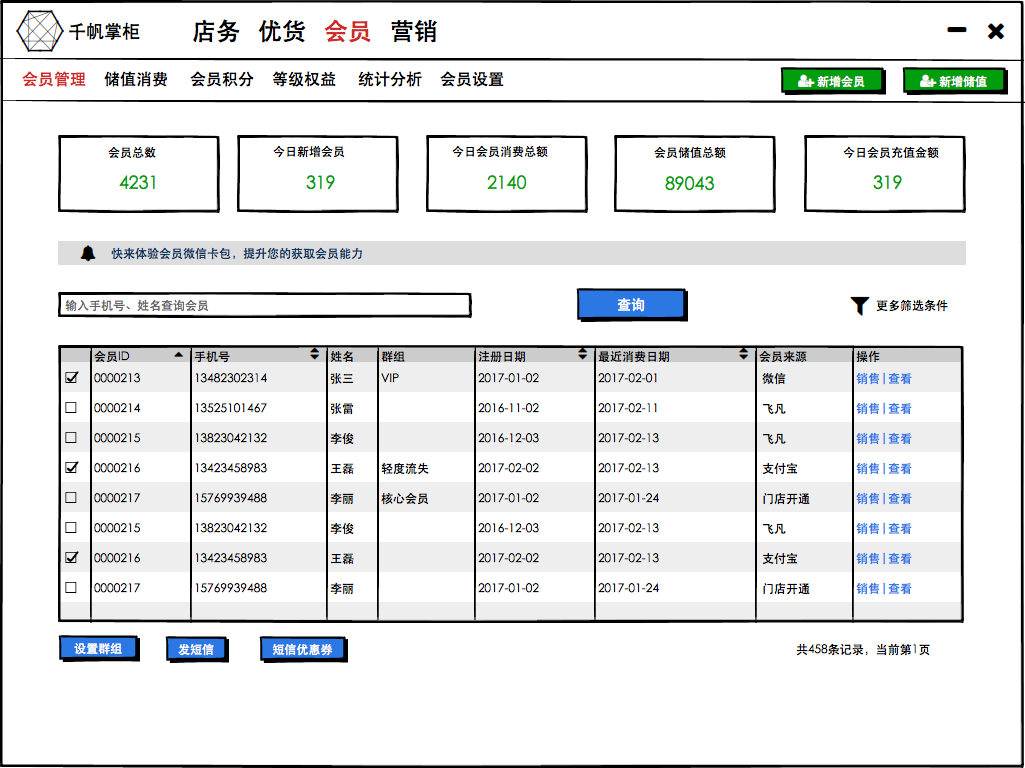 千帆掌柜 店务 优货 会员 营销
会员管理 储值消费 会员积分 等级权益 统计分析 会员设置 新增会员 新增储值
会员总数 今日新增会员 今日会员消费总额 会员储值总额 今日会员充值金额
4231 319 2140 89043 319
快来体验会员微信卡包，提升您的获取会员能力
输入手机号、姓名查询会员 查询 更多筛选条件
会员ID 手机号 姓名 群组 注册日期 最近消费日期 会员来源 操作
0000213 13482302314 张三 VIP 2017-01-02 2017-02-01 微信 销售|查看
0000214 13525101467 张雷 2016-11-02 2017-02-11 飞凡 销售|查看
0000215 13823042132 李俊 2016-12-03 2017-02-13 飞凡 销售|查看
0000216 13423458983 王磊 轻度流失 2017-02-02 2017-02-13 支付宝 销售|查看
0000217 15769939488 李丽 核心会员 2017-01-02 2017-01-24 门店开通 销售|查看
0000215 13823042132 李俊 2016-12-03 2017-02-13 飞凡 销售|查看
0000216 13423458983 王磊 2017-02-02 2017-02-13 支付宝 销售|查看
0000217 15769939488 李丽 2017-01-02 2017-01-24 门店开通 销售|查看
设置群组 发短信 短信优惠券 共458条记录，当前第1页